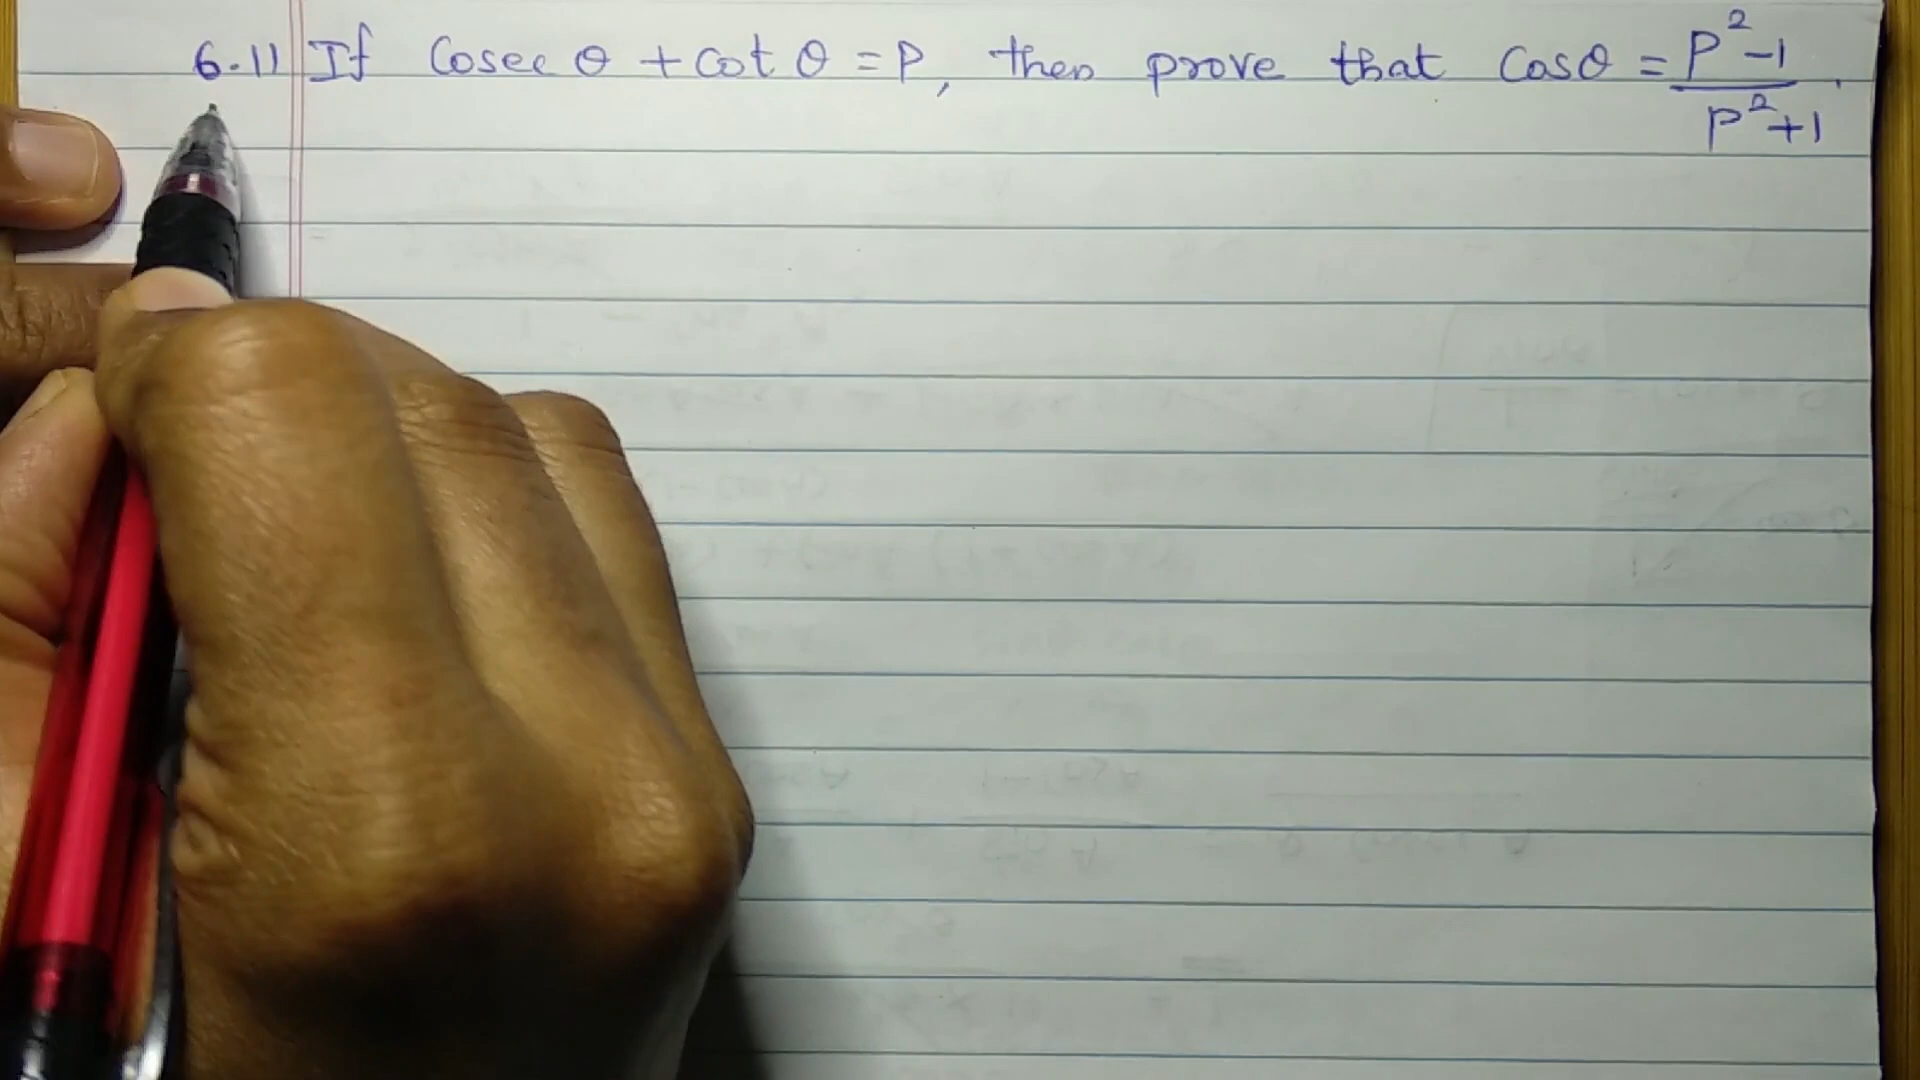 6.11 If Cosec θ + cot θ = P, then prove that Cosθ = P²-1
P²+1.